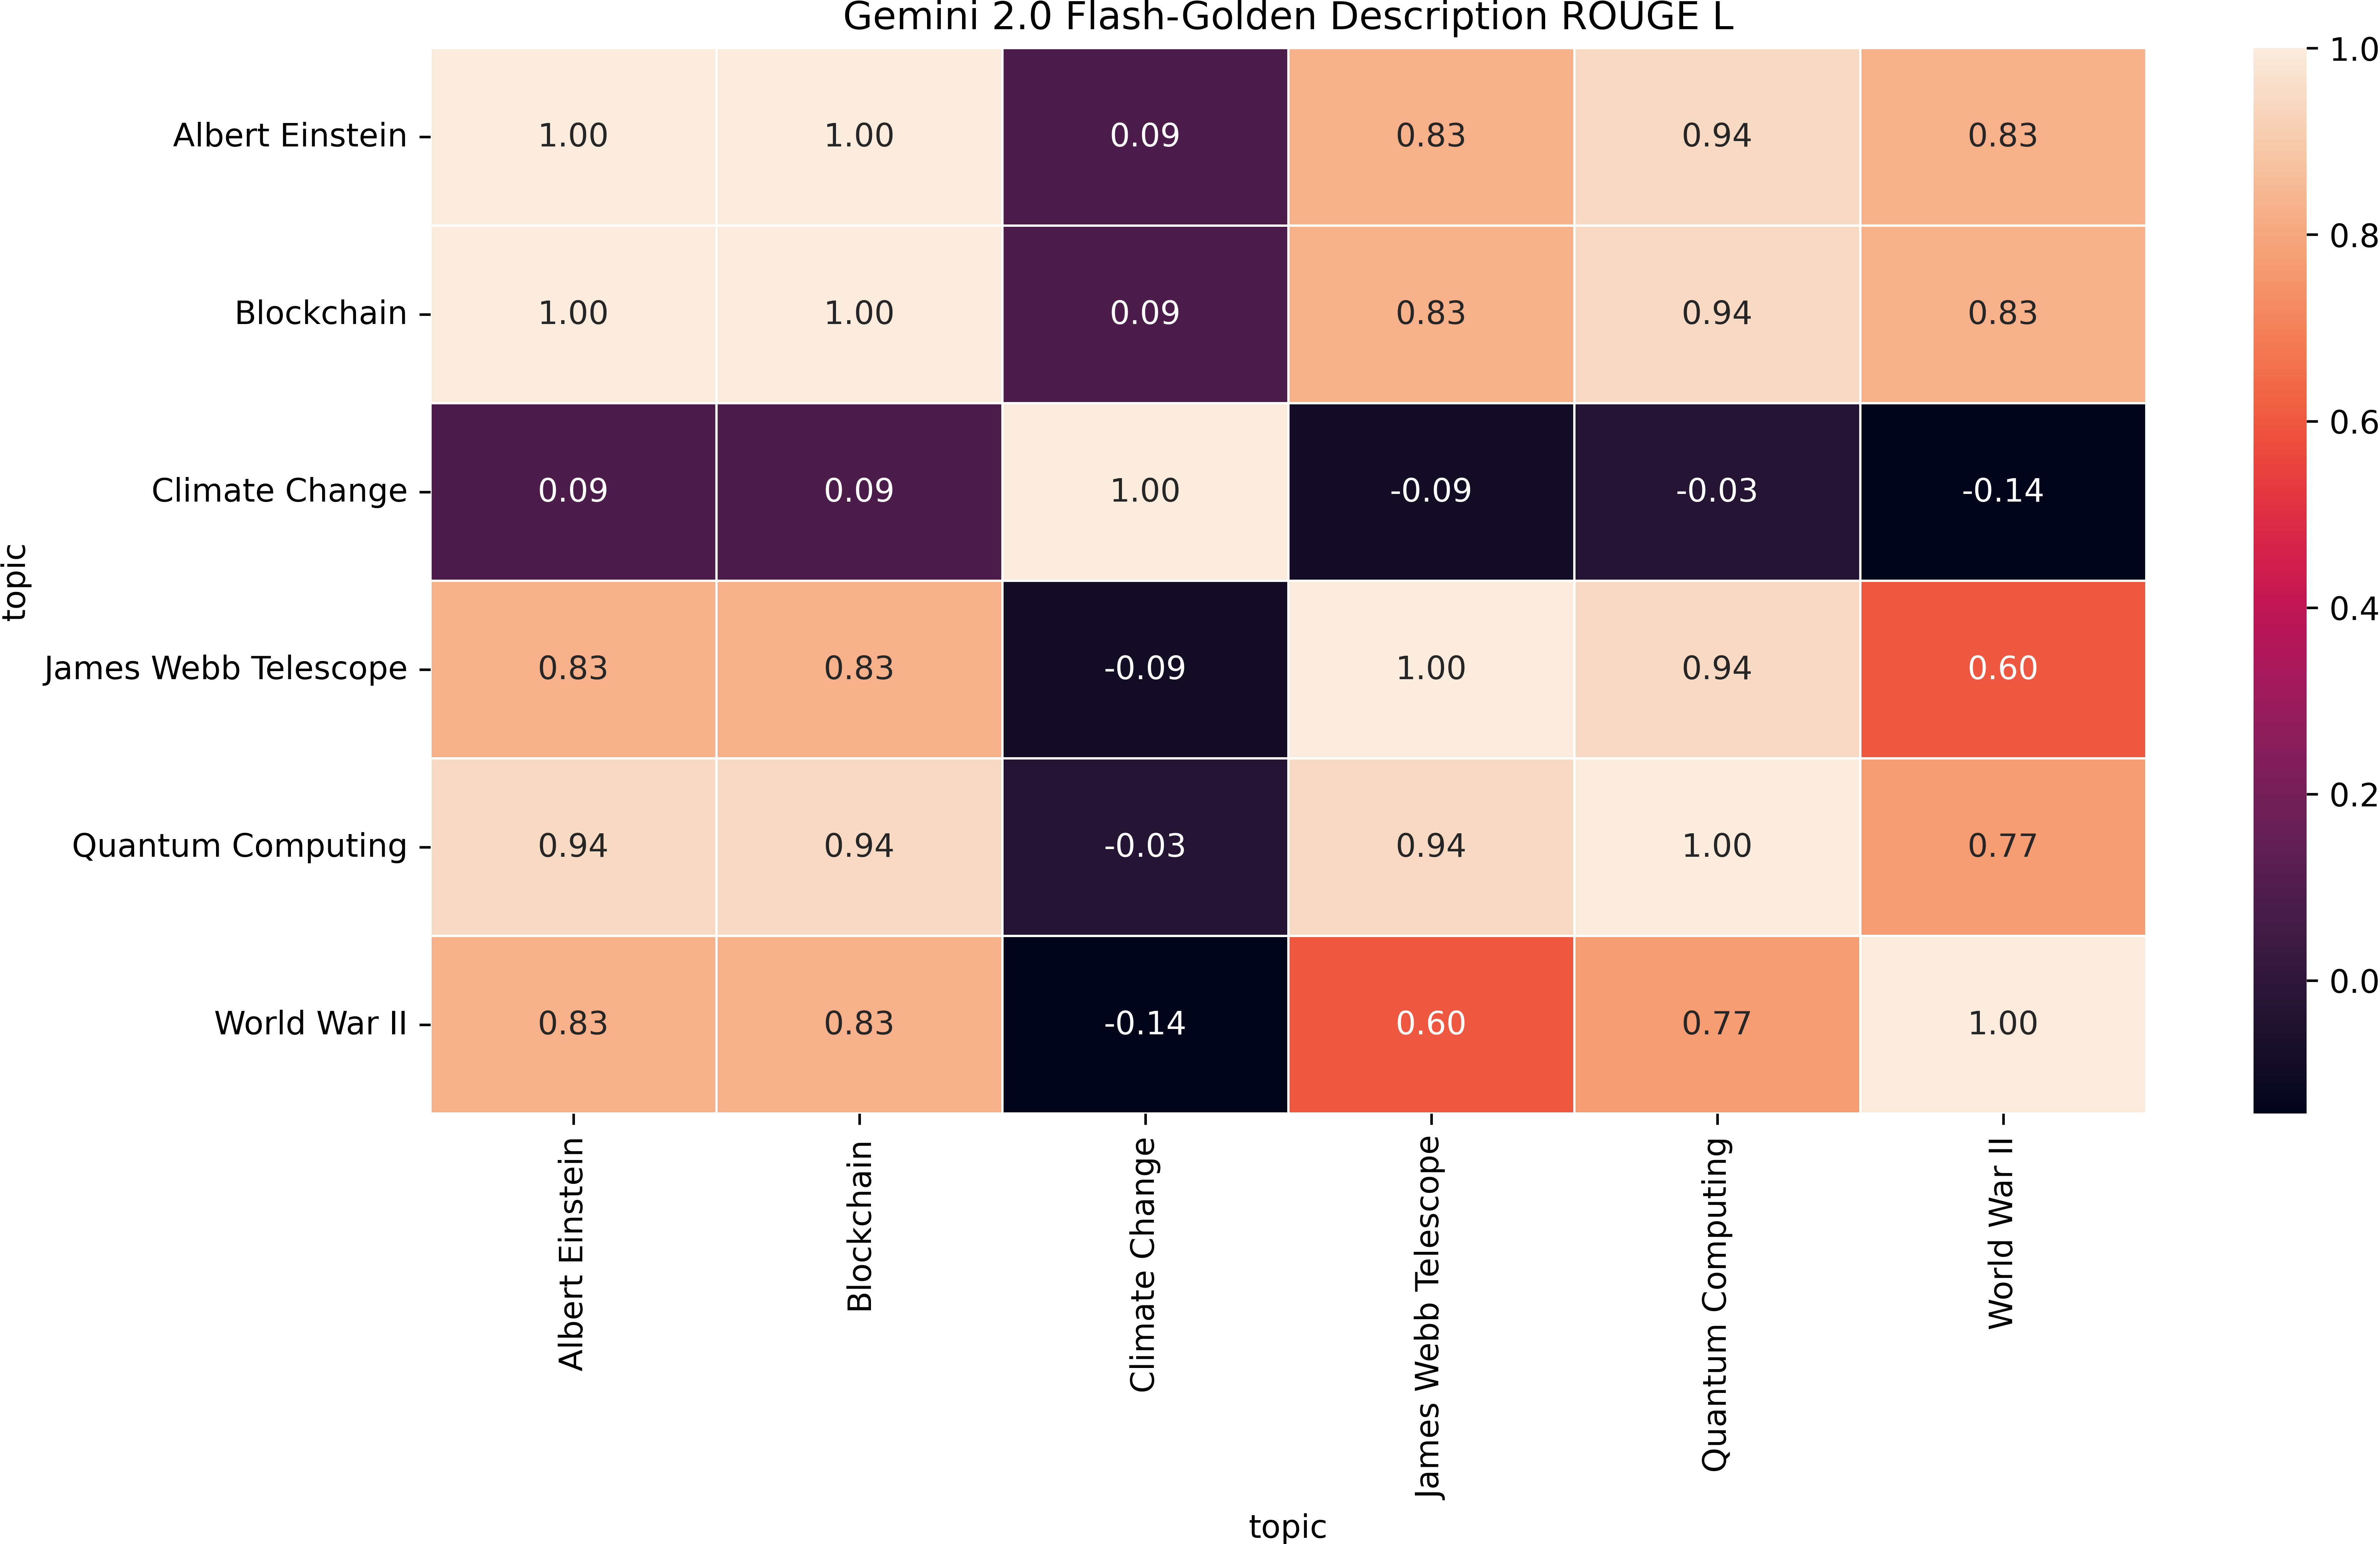 Gemini 2.0 Flash-Golden Description ROUGE L
topic
Albert Einstein 1.00 1.00 0.09 0.83 0.94 0.83
Blockchain 1.00 1.00 0.09 0.83 0.94 0.83
Climate Change 0.09 0.09 1.00 -0.09 -0.03 -0.14
James Webb Telescope 0.83 0.83 -0.09 1.00 0.94 0.60
Quantum Computing 0.94 0.94 -0.03 0.94 1.00 0.77
World War II 0.83 0.83 -0.14 0.60 0.77 1.00
Albert Einstein
Blockchain
Climate Change
James Webb Telescope
Quantum Computing
World War II
topic
1.0
0.8
0.6
0.4
0.2
0.0